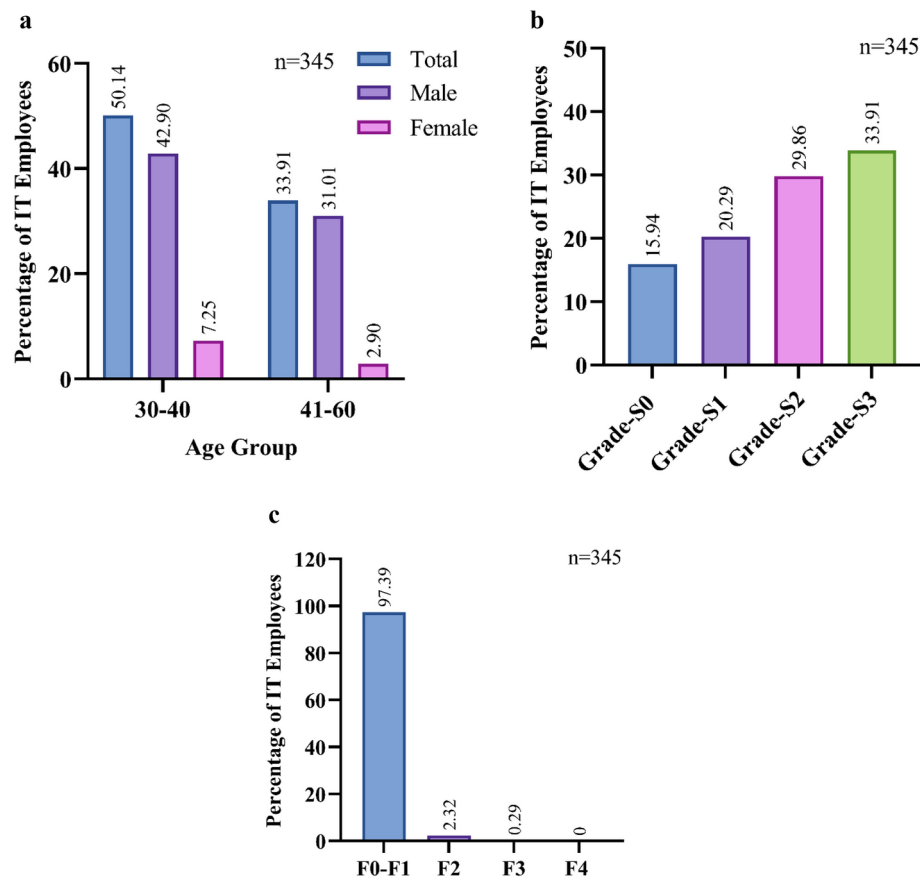 a
Percentage of IT Employees
60
40
20
0
n=345
Total
Male
Female
50.14
42.90
7.25
33.91
31.01
2.90
30-40
41-60
Age Group
b
Percentage of IT Employees
50
40
30
20
10
0
n=345
15.94
20.29
29.86
33.91
Grade-S0
Grade-S1
Grade-S2
Grade-S3
c
Percentage of IT Employees
120
100
80
60
40
20
0
n=345
97.39
2.32
0.29
0
F0-F1
F2
F3
F4